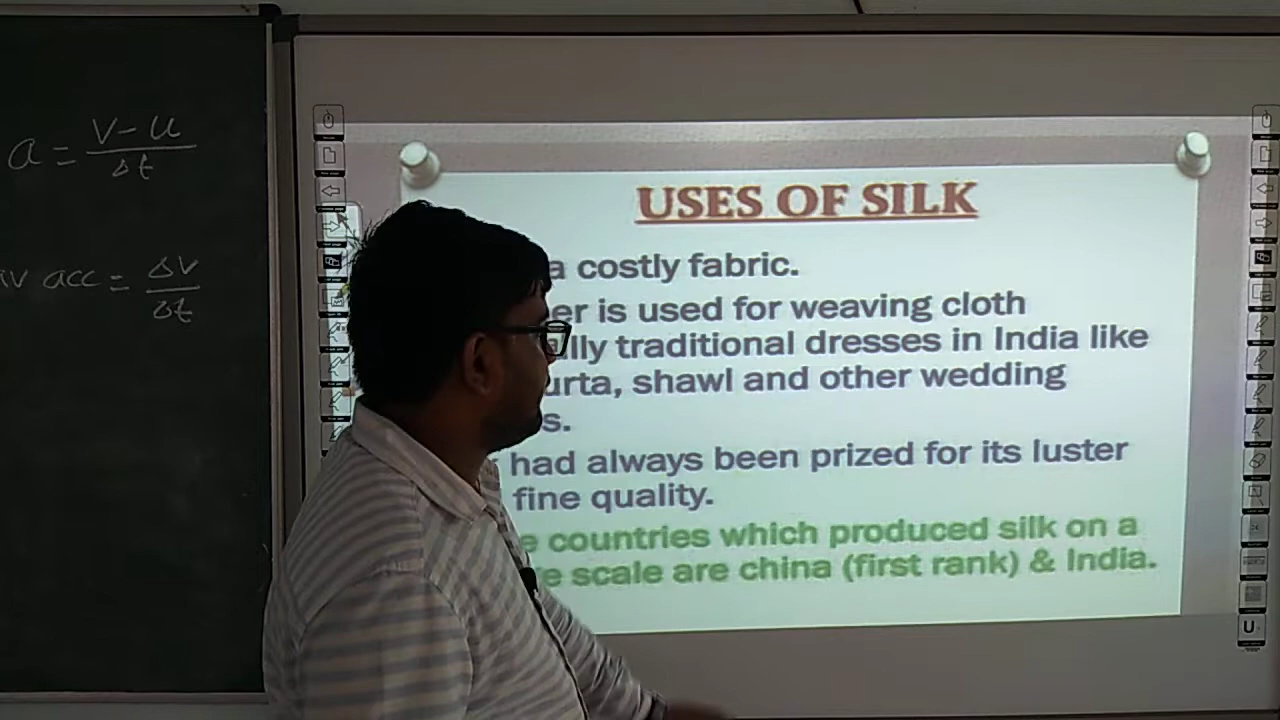 a = v - u
Δt
av acc = Δv
Δt
USES OF SILK
a costly fabric.
er is used for weaving cloth
ally traditional dresses in India like
urta, shawl and other wedding
s.
had always been prized for its luster
fine quality.
e countries which produced silk on a
e scale are china (first rank) & India.
U